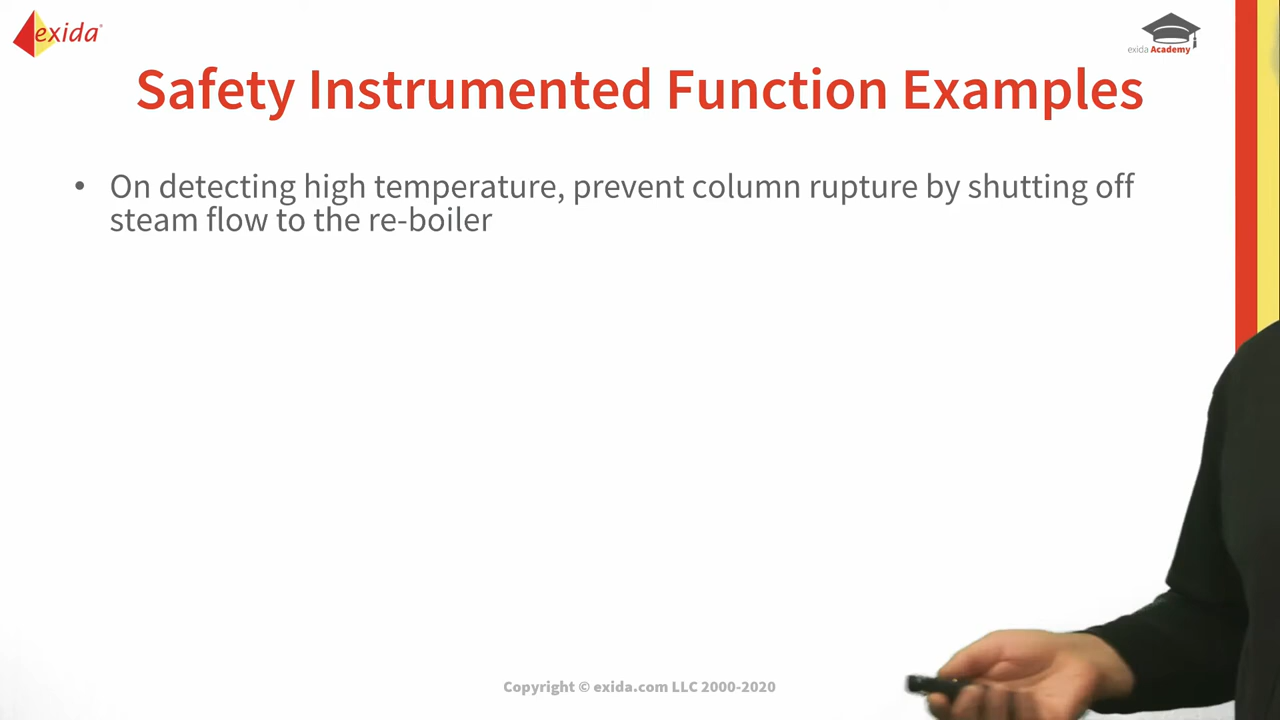 exida®
exida Academy
Safety Instrumented Function Examples
• On detecting high temperature, prevent column rupture by shutting off
steam flow to the re-boiler
Copyright © exida.com LLC 2000-2020